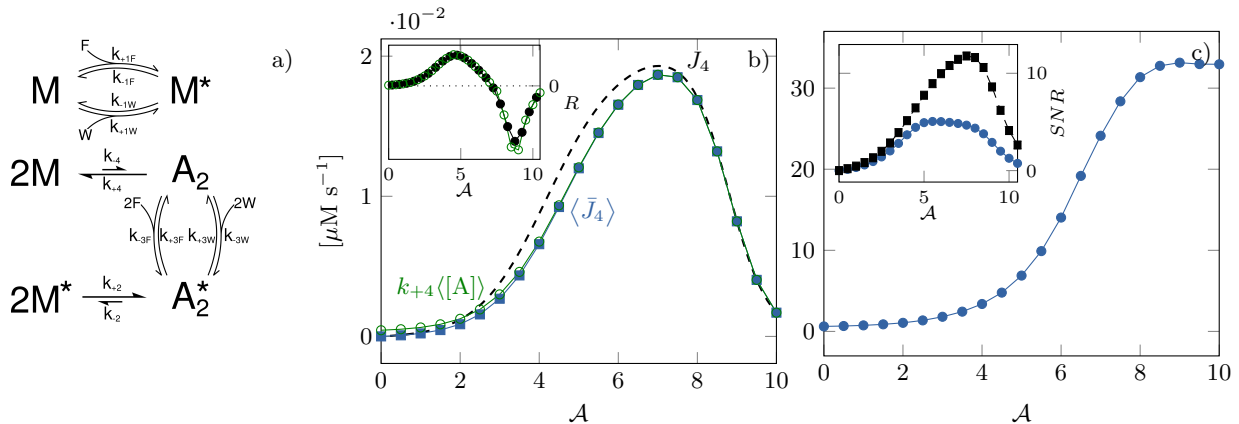 a)
F
k+1F
k-1F
M
M*
k-1W
k+1W
W
2M
k-4
k+4
A2
2F
2W
k-3F
k+3F
k+3W
k-3W
2M*
k+2
k-2
A2*
·10−2
b)
J4
2
1
0
[μM s−1]
⟨J̄4⟩
k+4⟨[A]⟩
0
R
0
5
10
𝒜
0
2
4
6
8
10
𝒜
c)
30
20
10
0
10
0
SNR
0
5
10
𝒜
0
2
4
6
8
10
𝒜